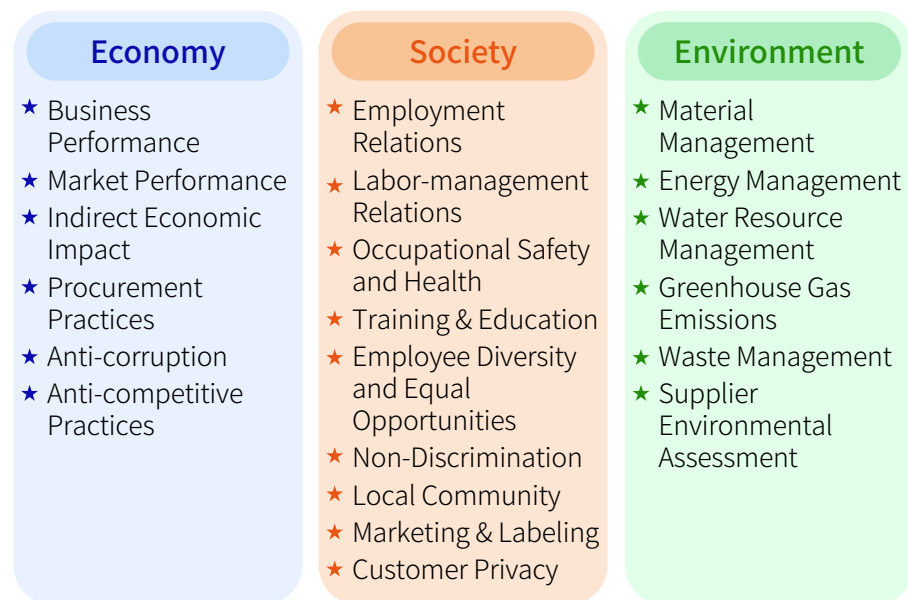 Economy
★ Business
Performance
★ Market Performance
★ Indirect Economic
Impact
★ Procurement
Practices
★ Anti-corruption
★ Anti-competitive
Practices
Society
★ Employment
Relations
★ Labor-management
Relations
★ Occupational Safety
and Health
★ Training & Education
★ Employee Diversity
and Equal
Opportunities
★ Non-Discrimination
★ Local Community
★ Marketing & Labeling
★ Customer Privacy
Environment
★ Material
Management
★ Energy Management
★ Water Resource
Management
★ Greenhouse Gas
Emissions
★ Waste Management
★ Supplier
Environmental
Assessment